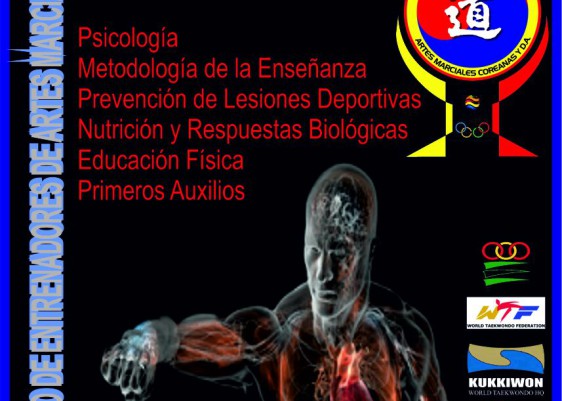 O DE ENTRENADORES DE ARTES MARCI
Psicología
Metodología de la Enseñanza
Prevención de Lesiones Deportivas
Nutrición y Respuestas Biológicas
Educación Física
Primeros Auxilios
道
ARTES MARCIALES COREANAS Y D.A.
WTF
WORLD TAEKWONDO FEDERATION
KUKKIWON
WORLD TAEKWONDO HQ